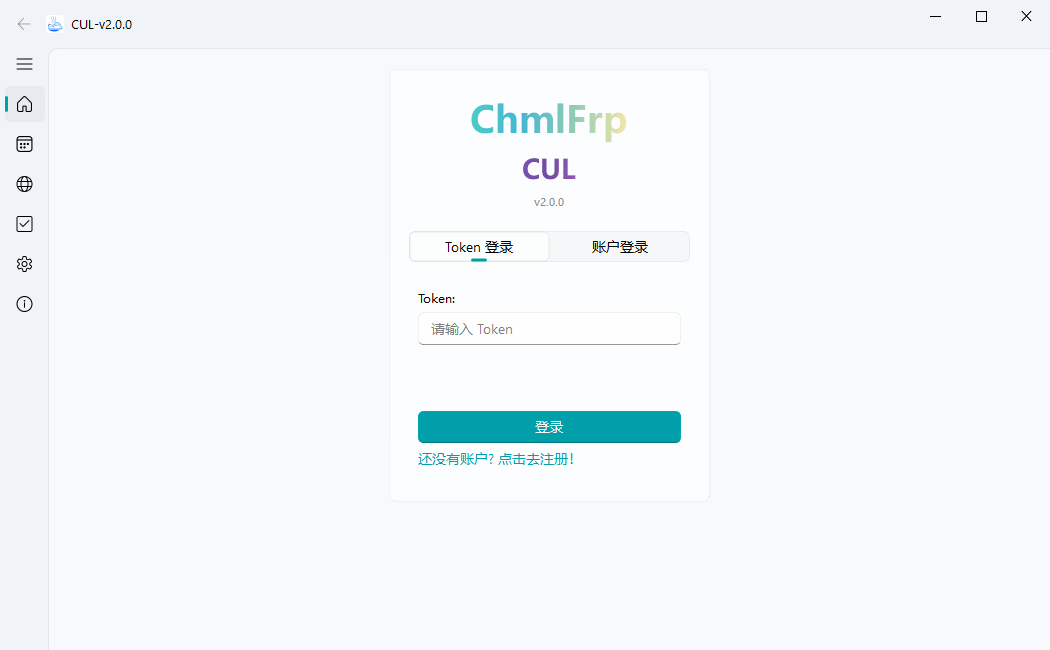 CUL-v2.0.0
ChmlFrp
CUL
v2.0.0
Token 登录
账户登录
Token:
请输入 Token
登录
还没有账户? 点击去注册!